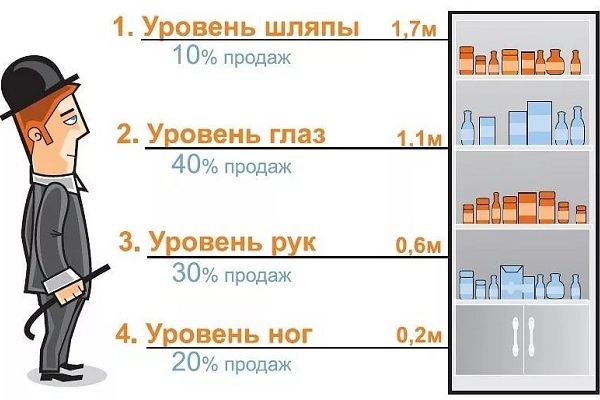 1. Уровень шляпы 1,7м
10% продаж
2. Уровень глаз 1,1м
40% продаж
3. Уровень рук 0,6м
30% продаж
4. Уровень ног 0,2м
20% продаж